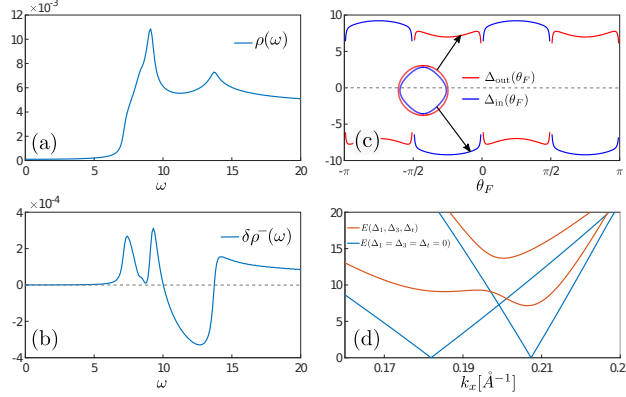 ×10⁻³
12
10
8
6
4
2
0
ρ(ω)
(a)
0 5 10 15 20
ω
10
5
0
-5
-10
Δout(θF)
Δin(θF)
(c)
-π -π/2 0 π/2 π
θF
×10⁻⁴
4
2
0
-2
-4
δρ⁻(ω)
(b)
0 5 10 15 20
ω
20
15
10
5
0
E(Δ₁, Δ₃, Δt)
E(Δ₁ = Δ₃ = Δt = 0)
(d)
0.17 0.19 0.21 0.2
kx[Å⁻¹]